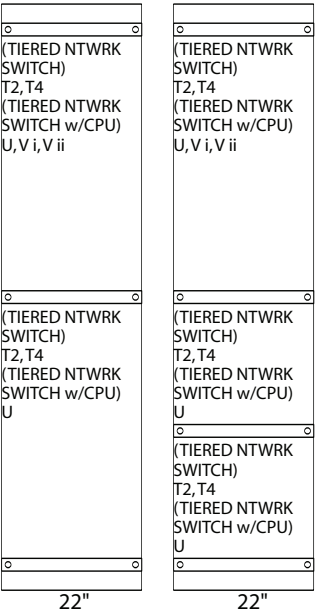 (TIERED NTWRK
SWITCH)
T2, T4
(TIERED NTWRK
SWITCH w/CPU)
U, V i, V ii
(TIERED NTWRK
SWITCH)
T2, T4
(TIERED NTWRK
SWITCH w/CPU)
U
22"
(TIERED NTWRK
SWITCH)
T2, T4
(TIERED NTWRK
SWITCH w/CPU)
U, V i, V ii
(TIERED NTWRK
SWITCH)
T2, T4
(TIERED NTWRK
SWITCH w/CPU)
U
(TIERED NTWRK
SWITCH)
T2, T4
(TIERED NTWRK
SWITCH w/CPU)
U
22"